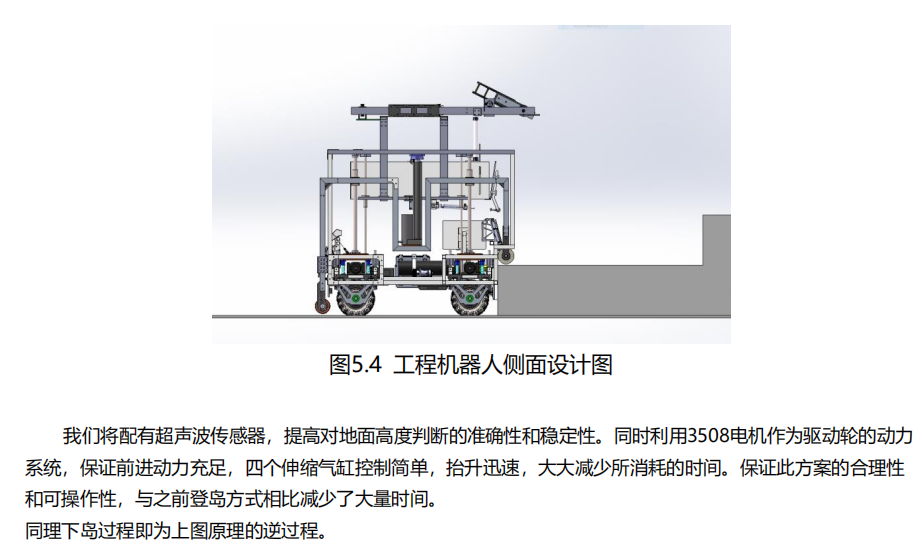 图5.4 工程机器人侧面设计图
我们将配有超声波传感器，提高对地面高度判断的准确性和稳定性。同时利用3508电机作为驱动轮的动力
系统，保证前进动力充足，四个伸缩气缸控制简单，抬升迅速，大大减少所消耗的时间。保证此方案的合理性
和可操作性，与之前登岛方式相比减少了大量时间。
同理下岛过程即为上图原理的逆过程。